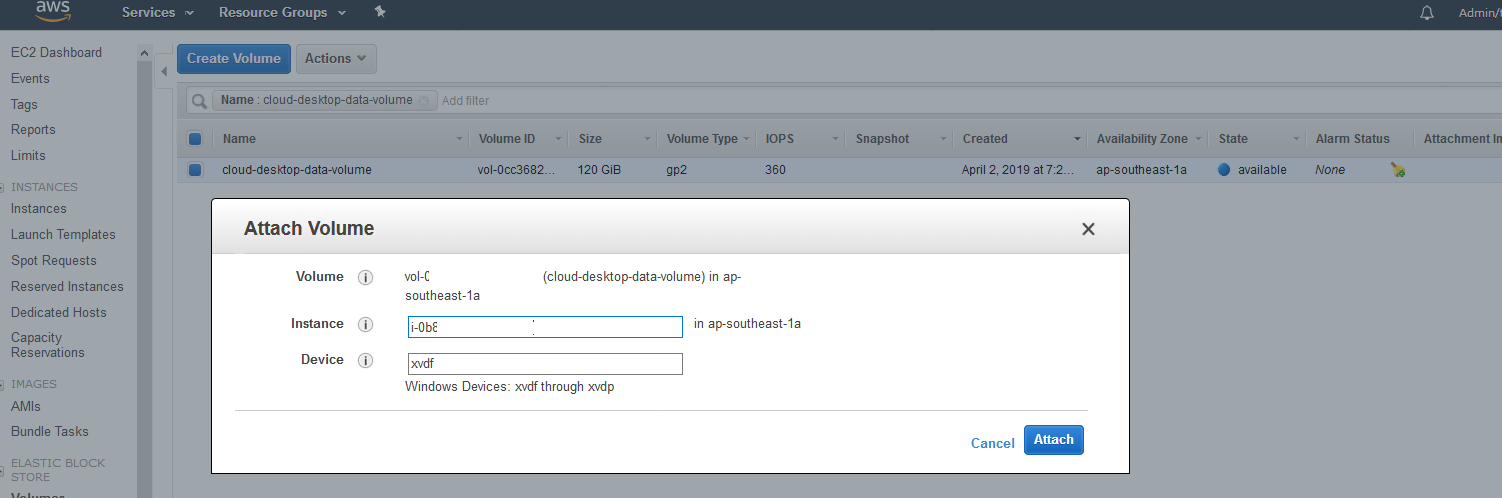 aws Services Resource Groups Admin/
EC2 Dashboard
Events
Tags
Reports
Limits
INSTANCES
Instances
Launch Templates
Spot Requests
Reserved Instances
Dedicated Hosts
Capacity
Reservations
IMAGES
AMIs
Bundle Tasks
ELASTIC BLOCK
STORE
Volumes
Create Volume Actions
Name : cloud-desktop-data-volume Add filter
Name Volume ID Size Volume Type IOPS Snapshot Created Availability Zone State Alarm Status Attachment In
cloud-desktop-data-volume vol-0cc3682... 120 GiB gp2 360 April 2, 2019 at 7:2... ap-southeast-1a available None
Attach Volume
Volume i vol-0 (cloud-desktop-data-volume) in ap-
southeast-1a
Instance i i-0b8 in ap-southeast-1a
Device i xvdf
Windows Devices: xvdf through xvdp
Cancel Attach